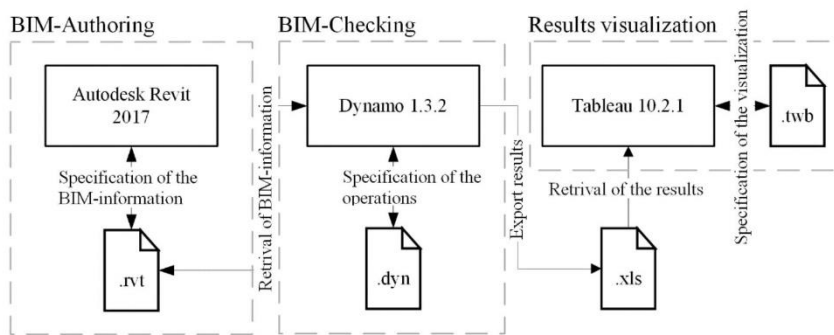 BIM-Authoring
Autodesk Revit
2017
Specification of the
BIM-information
.rvt
Retrival of BIM-information
BIM-Checking
Dynamo 1.3.2
Specification of the
operations
.dyn
Export results
Results visualization
Tableau 10.2.1
Retrival of the results
.xls
Specification of the visualization
.twb